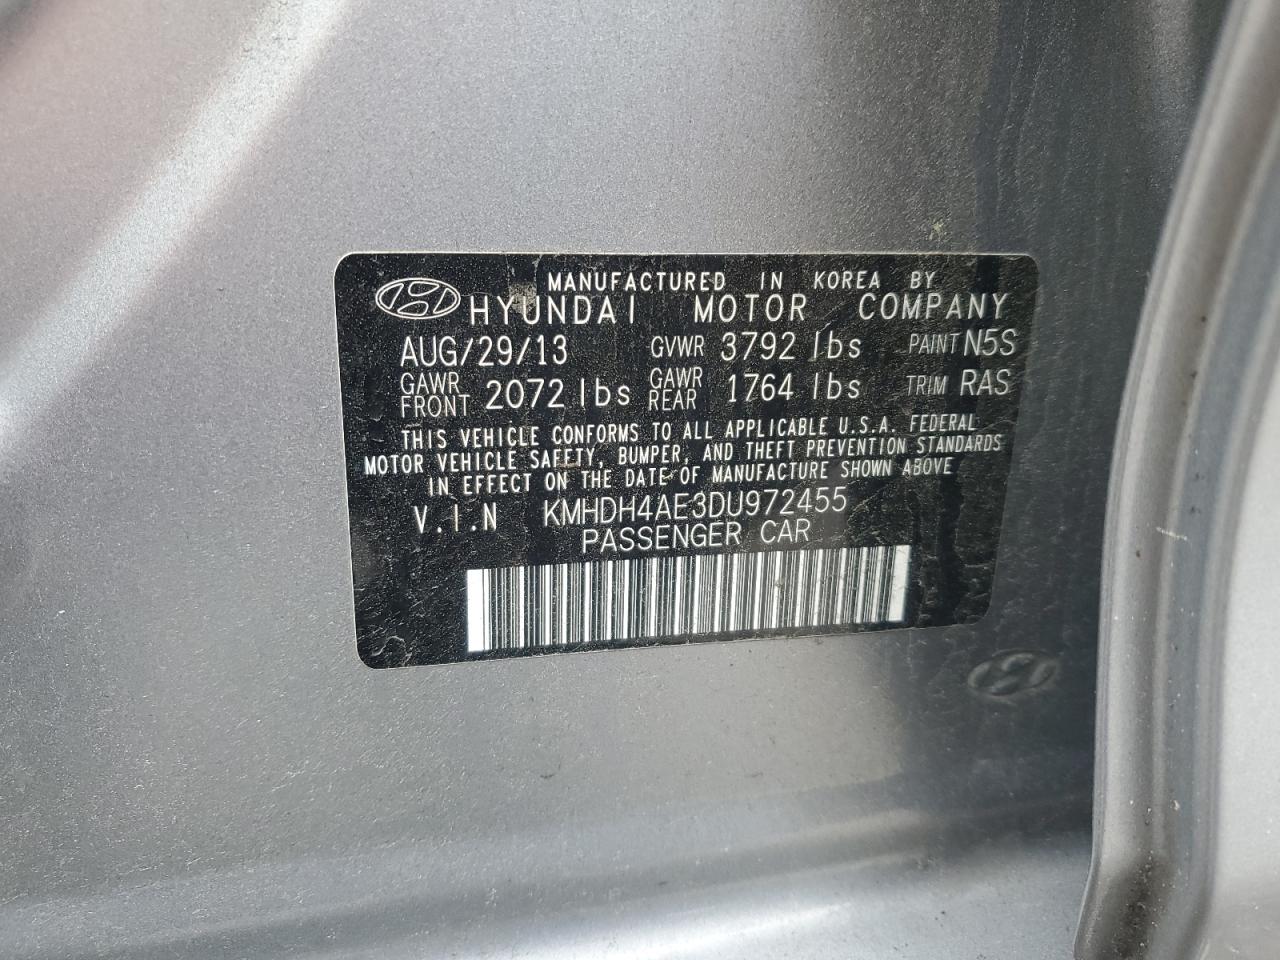 MANUFACTURED IN KOREA BY
HYUNDAI MOTOR COMPANY
AUG/29/13 GVWR 3792 lbs PAINT N5S
GAWR FRONT 2072 lbs GAWR REAR 1764 lbs TRIM RAS
THIS VEHICLE CONFORMS TO ALL APPLICABLE U.S.A. FEDERAL
MOTOR VEHICLE SAFETY, BUMPER, AND THEFT PREVENTION STANDARDS
IN EFFECT ON THE DATE OF MANUFACTURE SHOWN ABOVE
V.I.N KMHDH4AE3DU972455
PASSENGER CAR